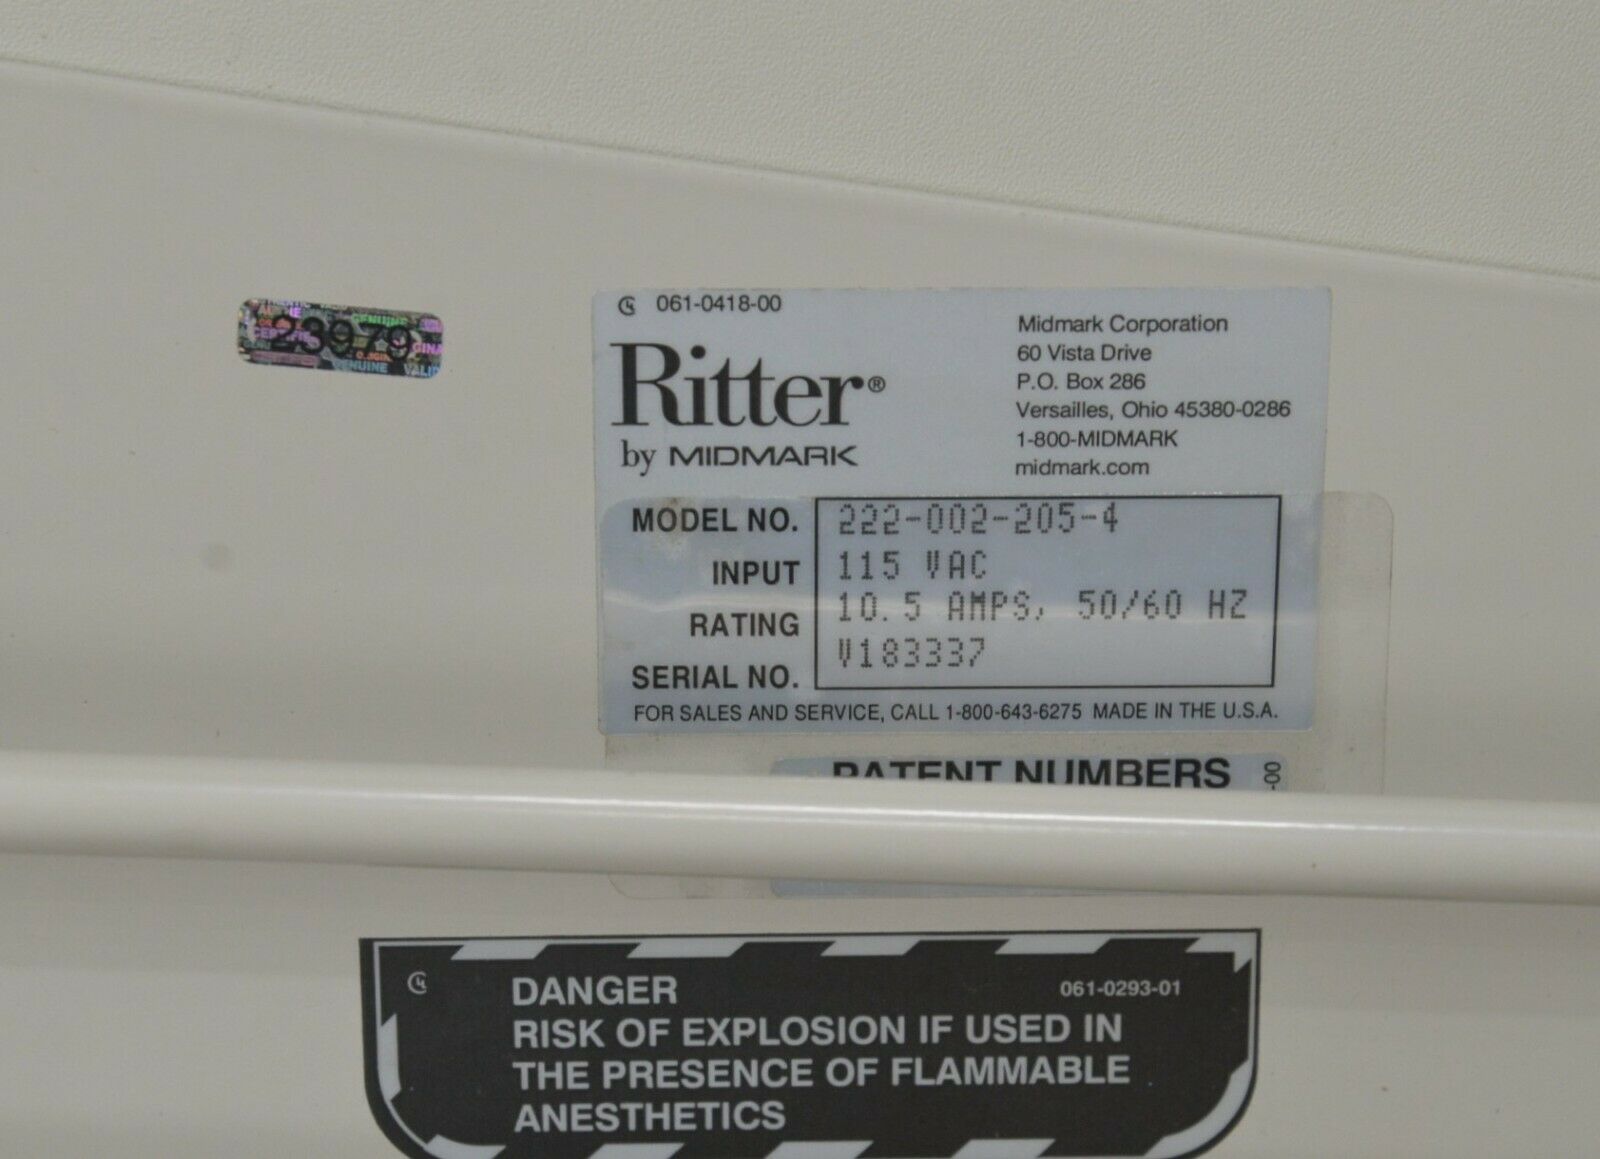 23979
061-0418-00
Ritter®
by MIDMARK
Midmark Corporation
60 Vista Drive
P.O. Box 286
Versailles, Ohio 45380-0286
1-800-MIDMARK
midmark.com
MODEL NO. 222-002-205-4
INPUT 115 VAC
RATING 10.5 AMPS, 50/60 HZ
SERIAL NO. V183337
FOR SALES AND SERVICE, CALL 1-800-643-6275 MADE IN THE U.S.A.
PATENT NUMBERS
-00
DANGER 061-0293-01
RISK OF EXPLOSION IF USED IN
THE PRESENCE OF FLAMMABLE
ANESTHETICS